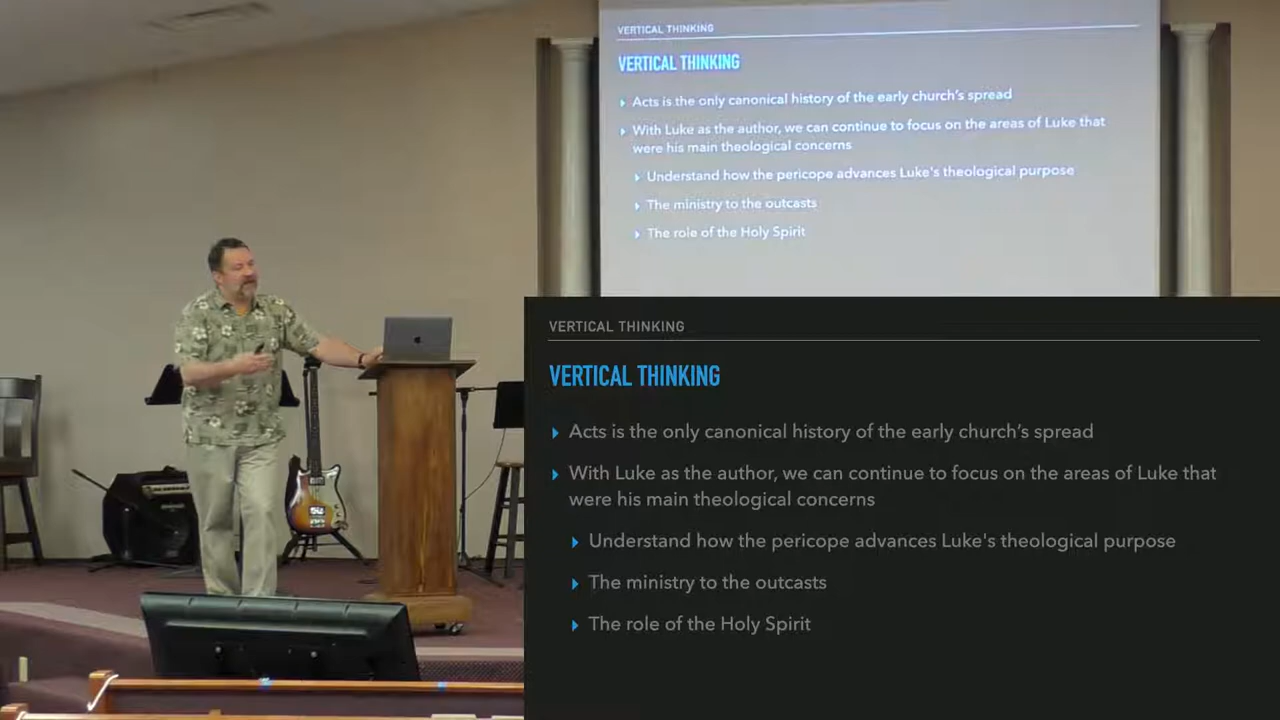 VERTICAL THINKING
VERTICAL THINKING
Acts is the only canonical history of the early church's spread
With Luke as the author, we can continue to focus on the areas of Luke that
were his main theological concerns
Understand how the pericope advances Luke's theological purpose
The ministry to the outcasts
The role of the Holy Spirit
VERTICAL THINKING
VERTICAL THINKING
Acts is the only canonical history of the early church's spread
With Luke as the author, we can continue to focus on the areas of Luke that
were his main theological concerns
Understand how the pericope advances Luke's theological purpose
The ministry to the outcasts
The role of the Holy Spirit